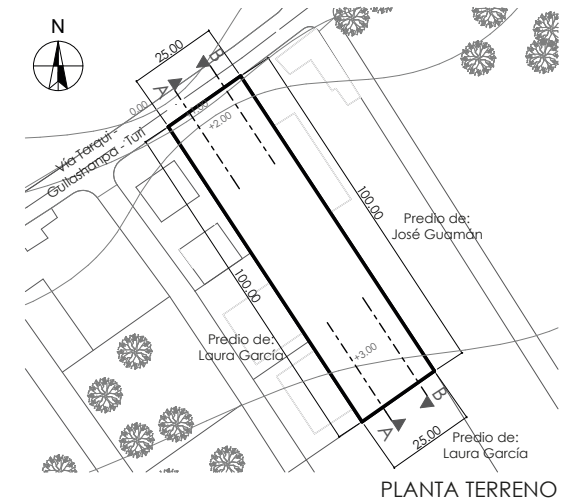 N
25.00
A
B
0.00
+2.00
Vía Tarqui -
Gullashanpa - Turi
100.00
Predio de:
José Guamán
100.00
Predio de:
Laura García
+3.00
A
B
25.00
Predio de:
Laura García
PLANTA TERRENO